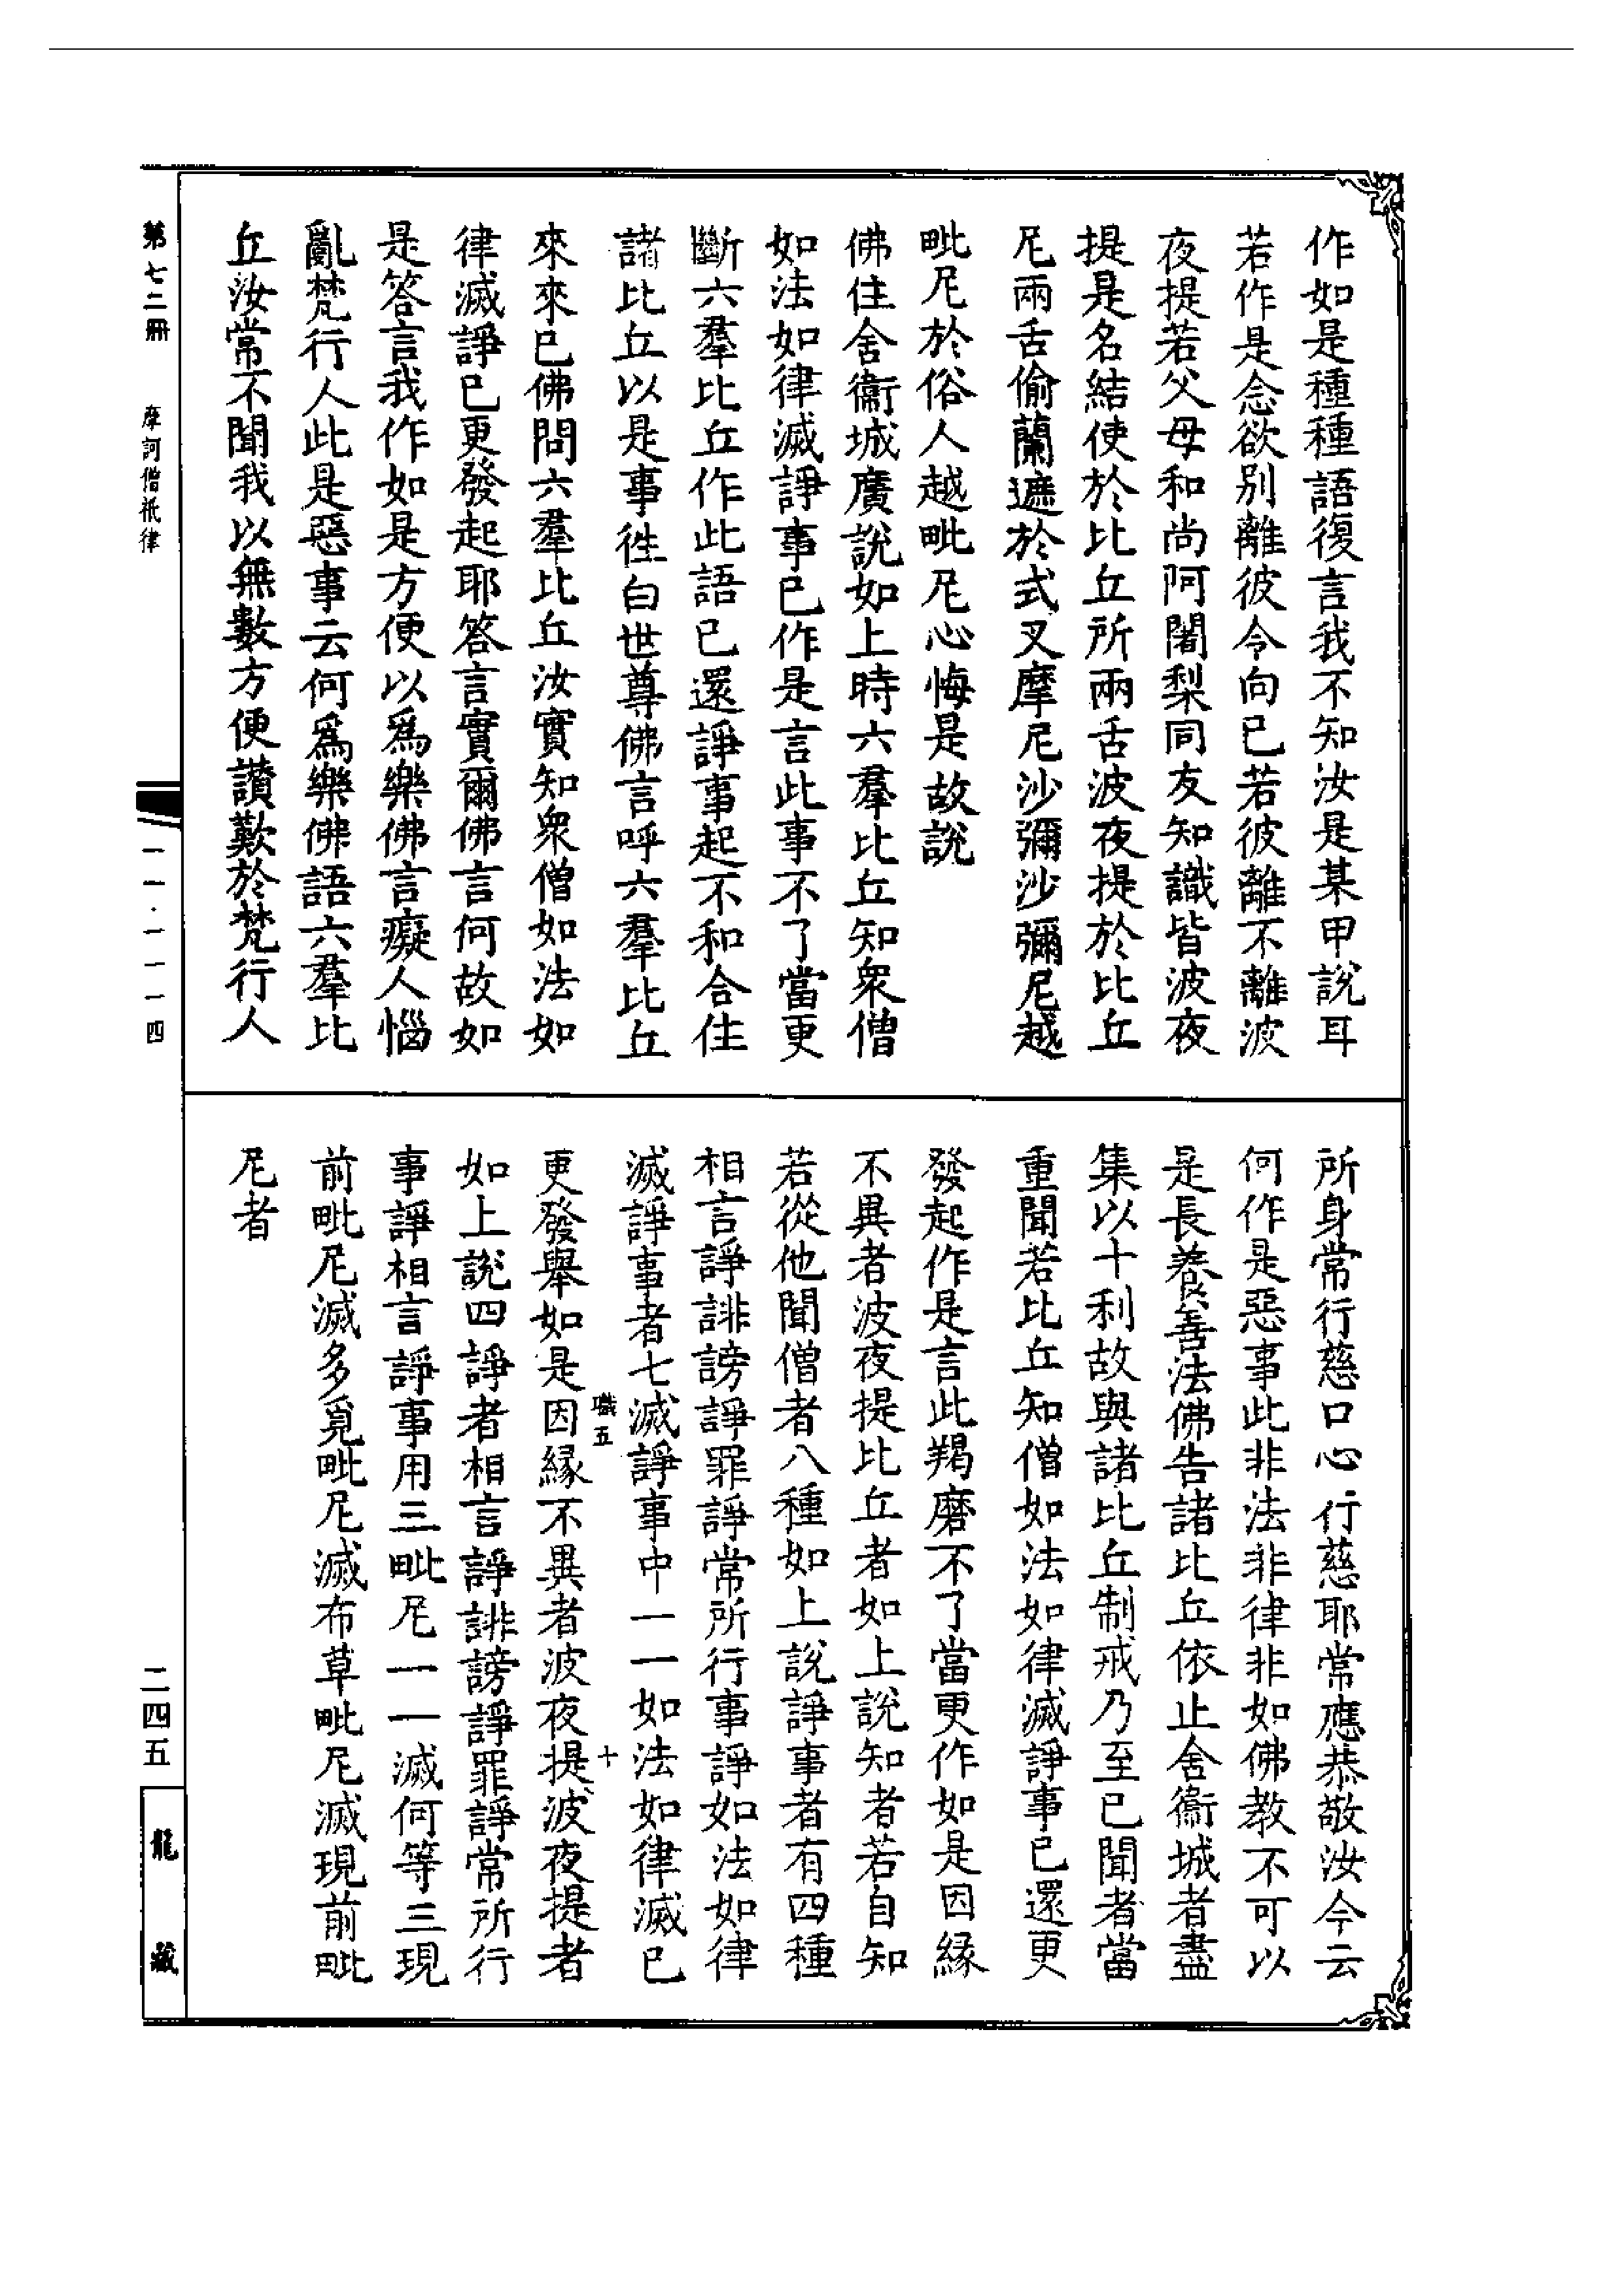 作如是種種語復言我不知汝是某甲說耳
若作是念欲别離彼令向已若彼離不離波
夜提若父母和尚阿闍梨同友知識皆波夜
提是名結使於比丘所兩舌波夜提於比丘
尼兩舌偷蘭遮於式叉摩尼沙彌沙彌尼越
毗尼於俗人越毗尼心悔是故說
佛住舍衞城廣說如上時六羣比丘知衆僧
如法如律滅諍事已作是言此事不了當更
斷六羣比丘作此語已還諍事起不和合住
諸比丘以是事徃白世尊佛言呼六羣比丘
來來已佛問六羣比丘汝實知衆僧如法如
律滅諍已更發起耶答言實爾佛言何故如
是答言我作如是方便以爲樂佛言癡人惱
亂梵行人此是惡事云何爲樂佛語六羣比
丘汝常不聞我以無數方便讃歎於梵行人
所身常行慈口心行慈耶常應恭敬汝今云
何作是惡事此非法非律非如佛教不可以
是長養善法佛告諸比丘依止舍衞城者盡
集以十利故與諸比丘制戒乃至已聞者當
重聞若比丘知僧如法如律滅諍事已還更
發起作是言此羯磨不了當更作如是因緣
不異者波夜提比丘者如上說知者若自知
若從他聞僧者八種如上說諍事者有四種
相言諍誹謗諍罪諍常所行事諍如法如律
滅諍事者七滅諍事中一一如法如律滅已
職五 十
更發舉如是因緣不異者波夜提波夜提者
如上說四諍者相言諍誹謗諍罪諍常所行
事諍相言諍事用三毗尼一一滅何等三現
前毗尼滅多覓毗尼滅布草毗尼滅現前毗
尼者
第七二冊 摩訶僧祇律
一一·一一一四
二四五
龍藏